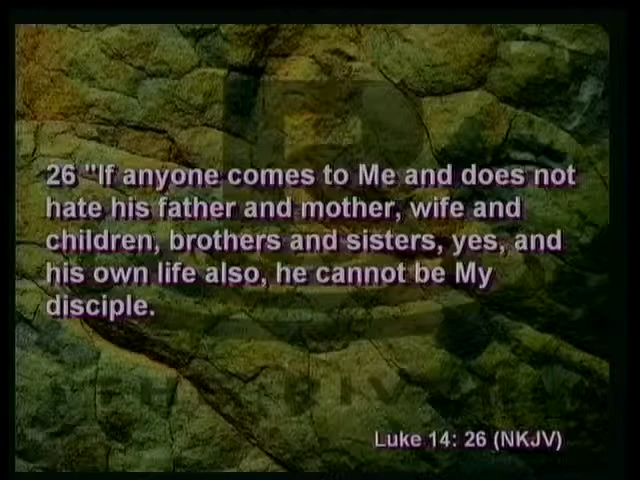 26 "If anyone comes to Me and does not
hate his father and mother, wife and
children, brothers and sisters, yes, and
his own life also, he cannot be My
disciple.
Luke 14: 26 (NKJV)